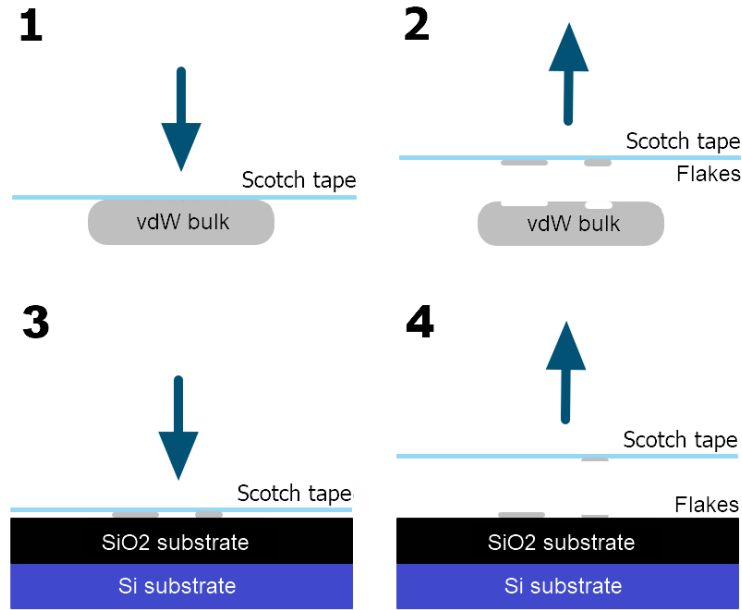 1
Scotch tape
vdW bulk
2
Scotch tape
Flakes
vdW bulk
3
Scotch tape
SiO2 substrate
Si substrate
4
Scotch tape
Flakes
SiO2 substrate
Si substrate